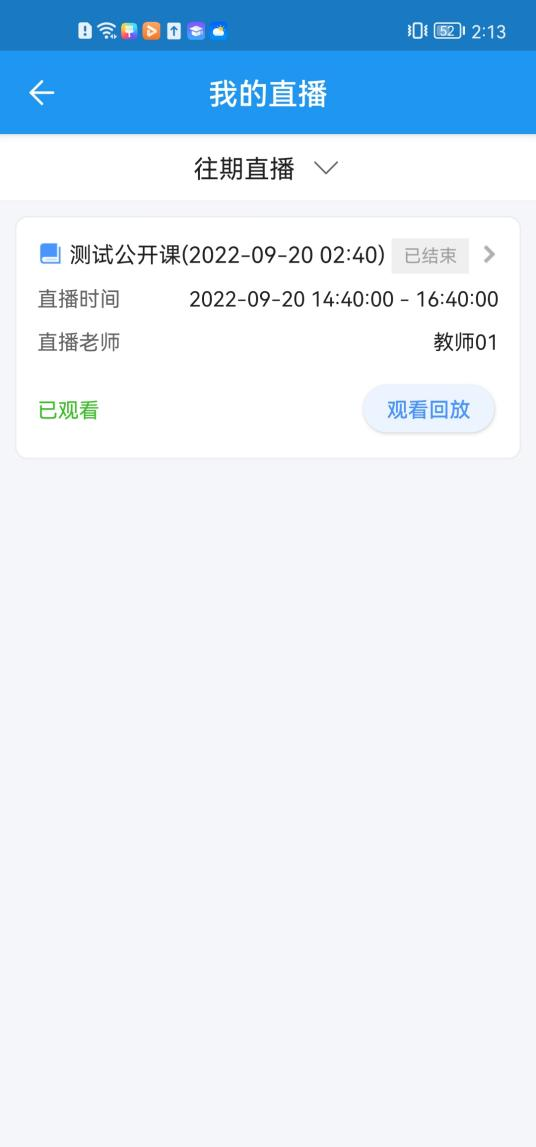 52 2:13
我的直播
往期直播
测试公开课(2022-09-20 02:40) 已结束
直播时间 2022-09-20 14:40:00 - 16:40:00
直播老师 教师01
已观看 观看回放